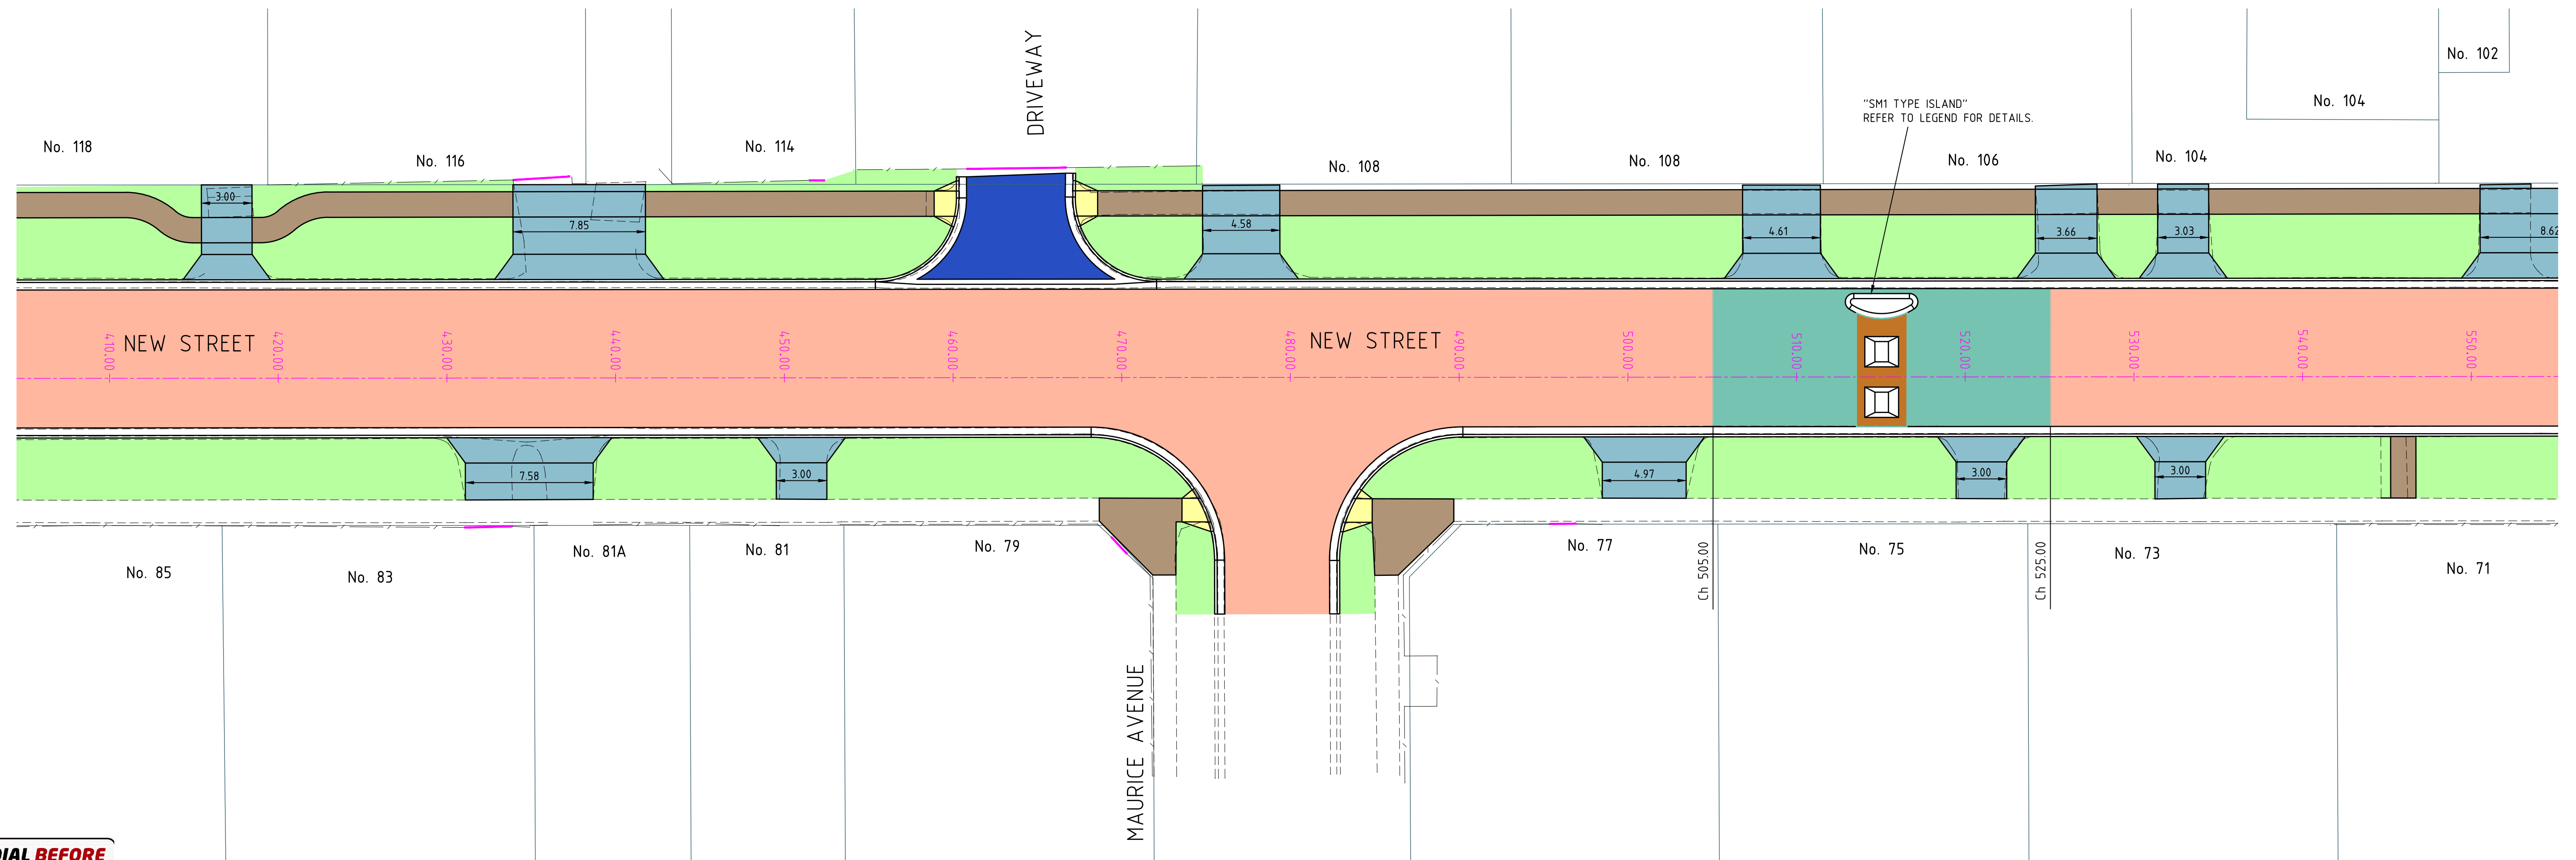 No. 102
No. 104
DRIVEWAY
"SM1 TYPE ISLAND"
REFER TO LEGEND FOR DETAILS.
No. 118
No. 116
No. 114
No. 108
No. 108
No. 106
No. 104
3.00
7.85
4.58
4.61
3.66
3.03
8.62
NEW STREET
NEW STREET
410.00
420.00
430.00
440.00
450.00
460.00
470.00
480.00
490.00
500.00
510.00
520.00
530.00
540.00
550.00
7.58
3.00
4.97
3.00
3.00
No. 85
No. 83
No. 81A
No. 81
No. 79
No. 77
Ch 505.00
No. 75
Ch 525.00
No. 73
No. 71
MAURICE AVENUE
DIAL BEFORE